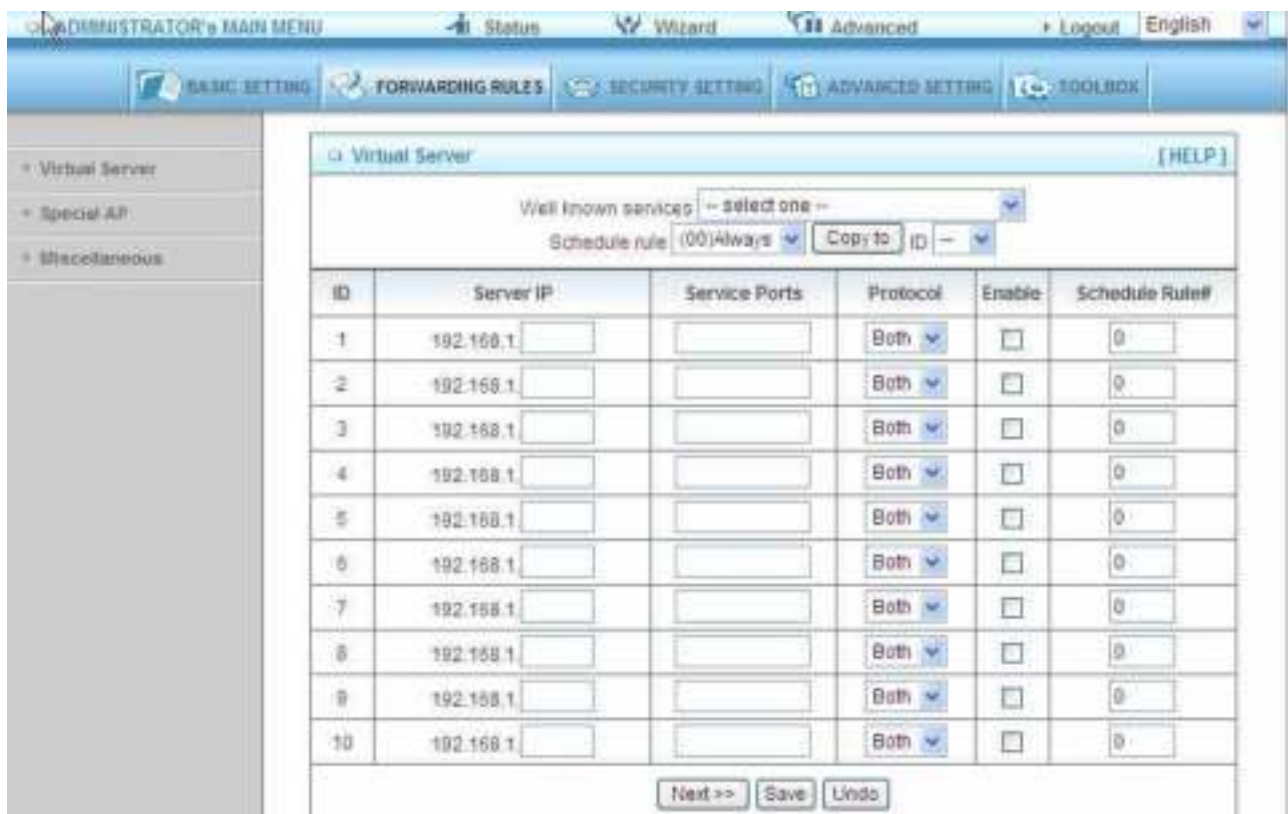 ADMINISTRATOR's MAIN MENU Status Wizard Advanced Logout English
BASIC SETTING FORWARDING RULES SECURITY SETTING ADVANCED SETTING TOOLBOX
Virtual Server
Special AP
Miscellaneous
Virtual Server [HELP]
Well known services -- select one --
Schedule rule (00)Always Copy to ID --
ID Server IP Service Ports Protocol Enable Schedule Rule#
1 192.168.1. Both 0
2 192.168.1. Both 0
3 192.168.1. Both 0
4 192.168.1. Both 0
5 192.168.1. Both 0
6 192.168.1. Both 0
7 192.168.1. Both 0
8 192.168.1. Both 0
9 192.168.1. Both 0
10 192.168.1. Both 0
Next >> Save Undo